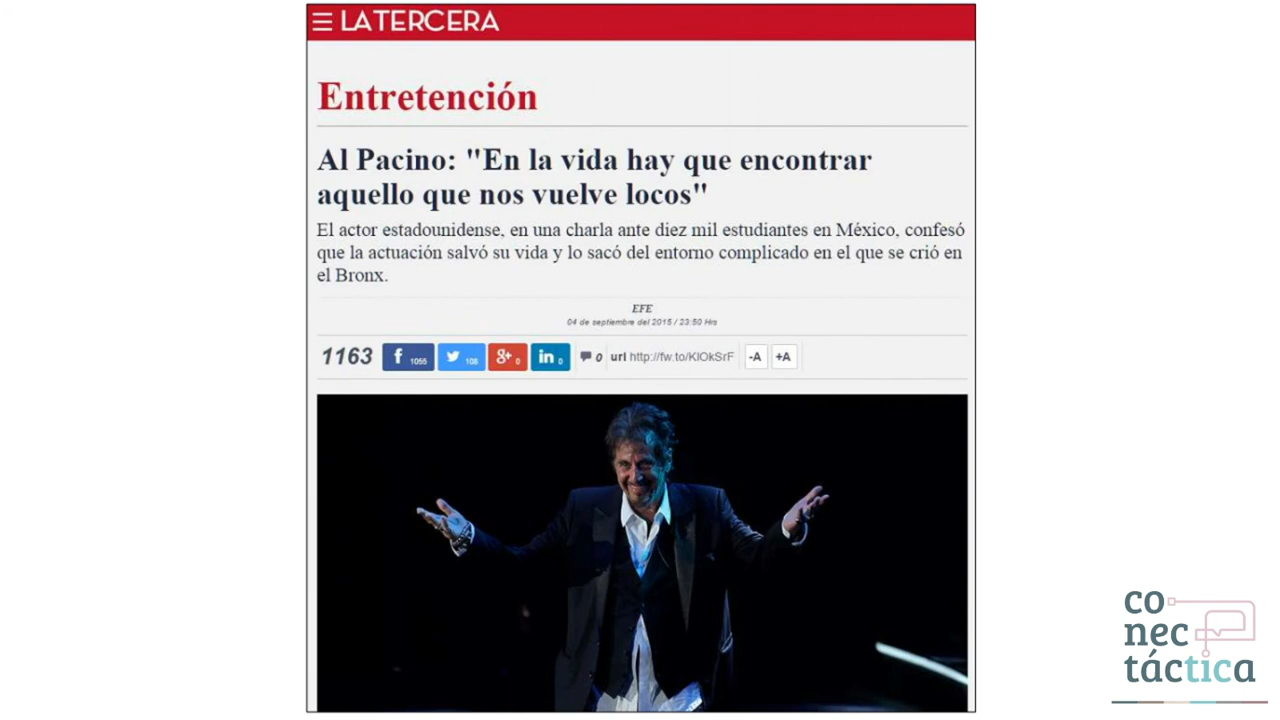 LATERCERA
Entretención
Al Pacino: "En la vida hay que encontrar
aquello que nos vuelve locos"
El actor estadounidense, en una charla ante diez mil estudiantes en México, confesó
que la actuación salvó su vida y lo sacó del entorno complicado en el que se crió en
el Bronx.
EFE
04 de septiembre del 2015 / 23:50 Hrs
1163 f 1055 108 g+ 0 in 0 0 url http://fw.to/KlOkSrF -A +A
co
nec
táctica